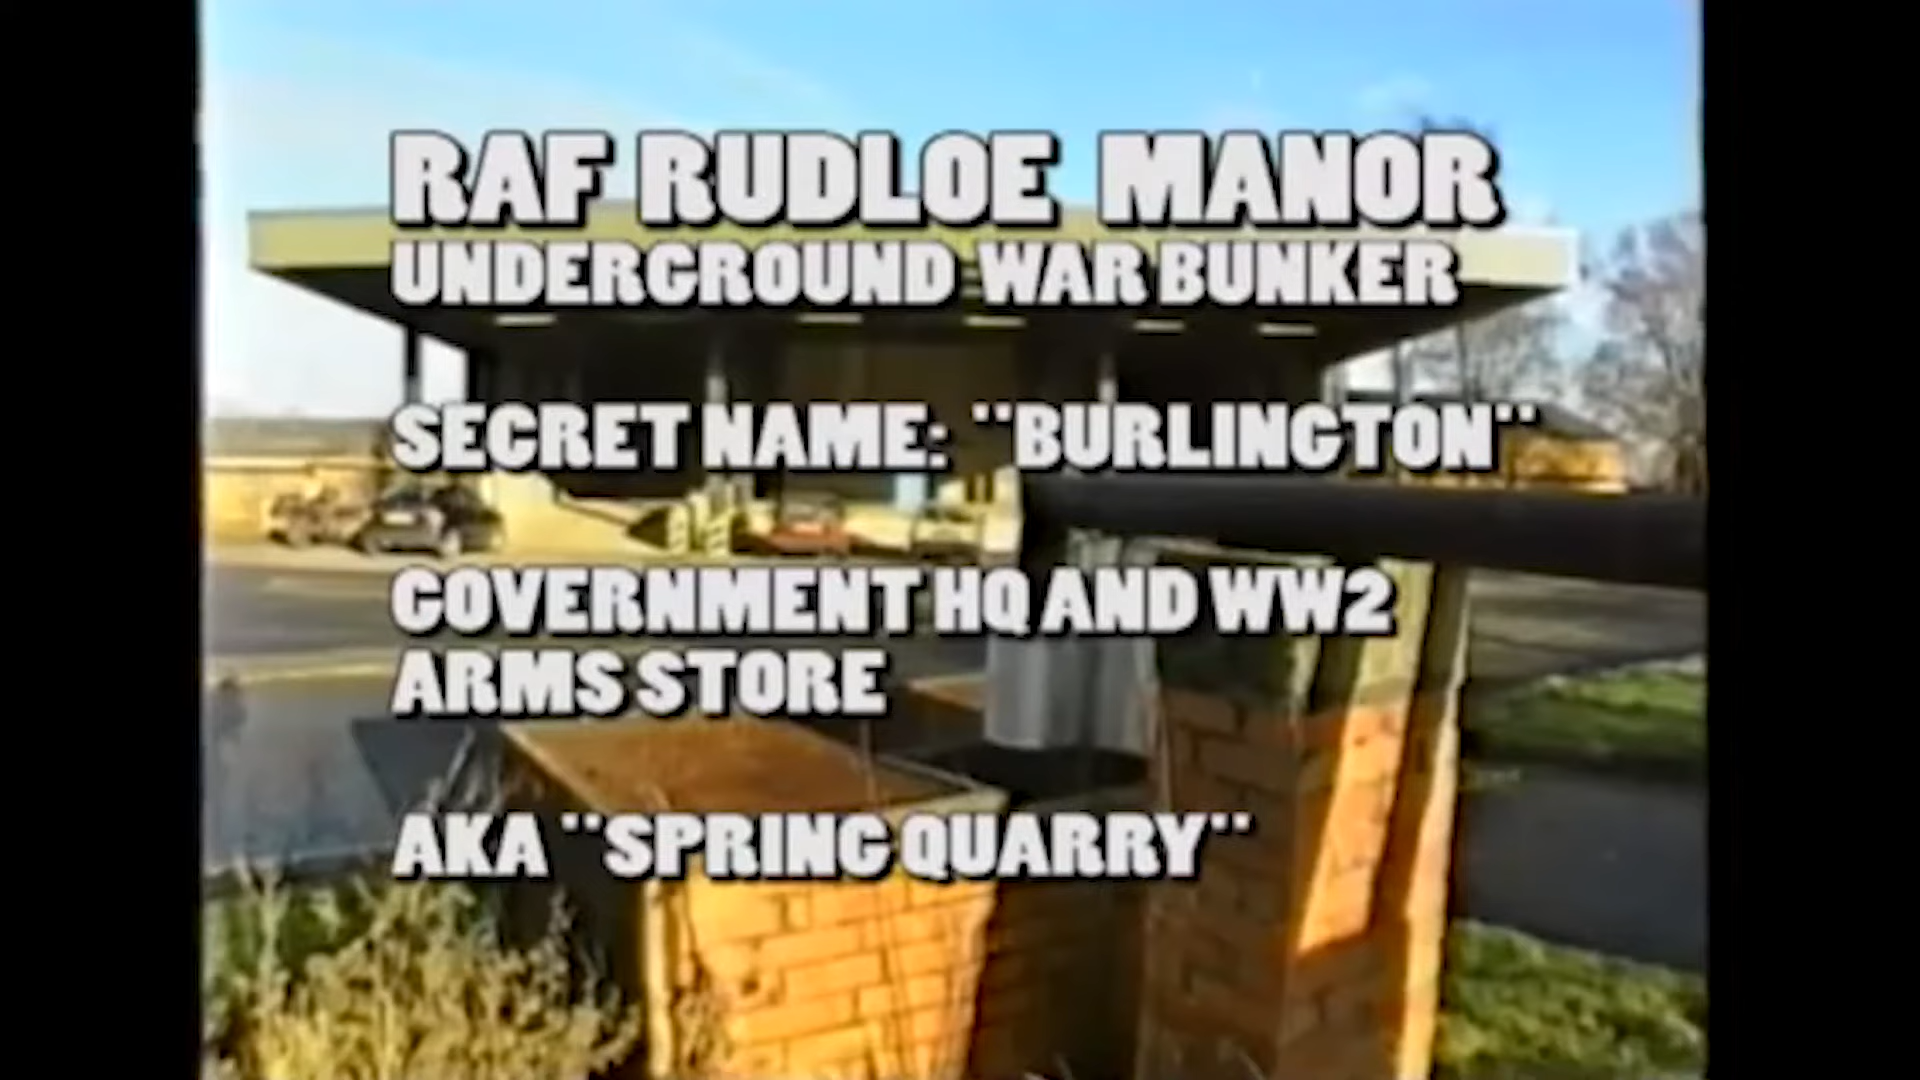 RAF RUDLOE MANOR
UNDERGROUND WAR BUNKER
SECRET NAME: "BURLINGTON"
GOVERNMENT HQ AND WW2
ARMS STORE
AKA "SPRING QUARRY"